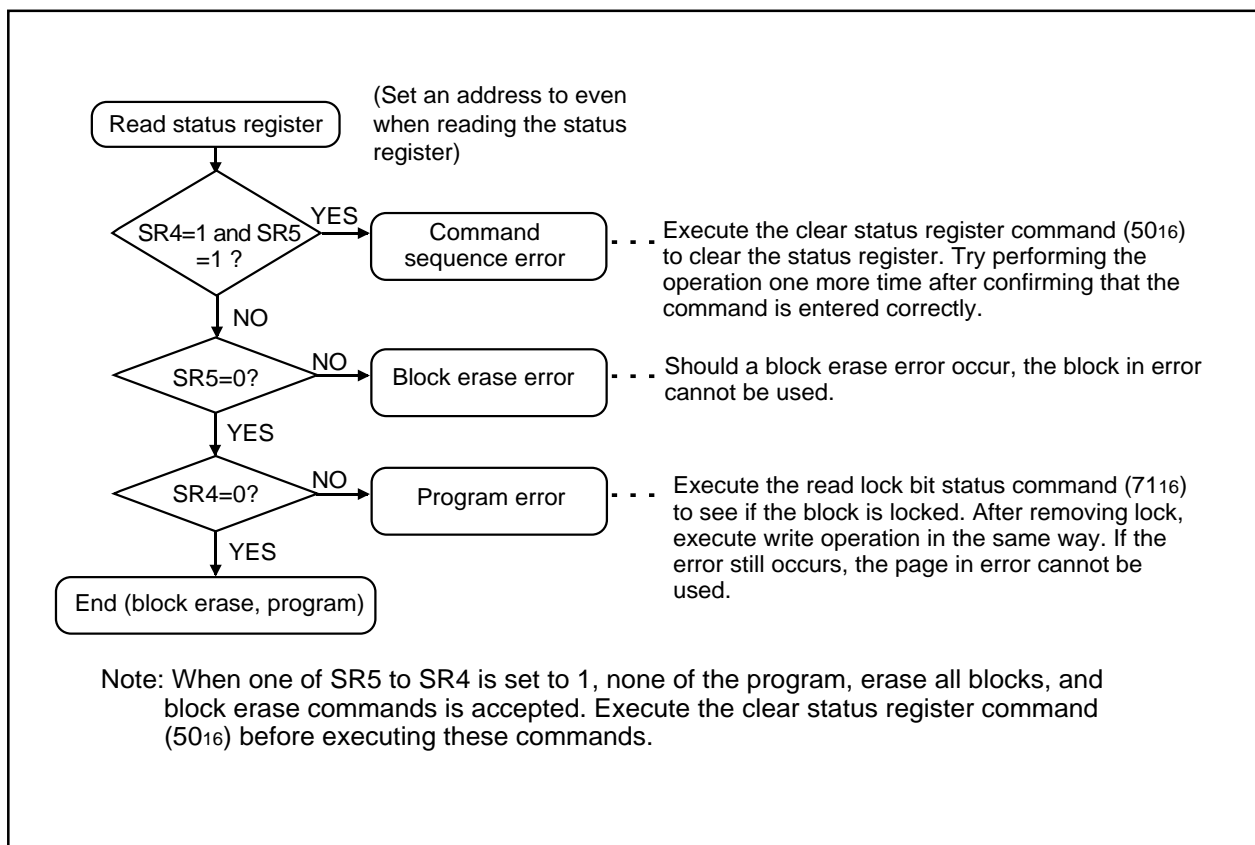 Read status register
(Set an address to even
when reading the status
register)
SR4=1 and SR5
=1 ?
YES
Command
sequence error
Execute the clear status register command (5016)
to clear the status register. Try performing the
operation one more time after confirming that the
command is entered correctly.
NO
SR5=0?
NO
Block erase error
Should a block erase error occur, the block in error
cannot be used.
YES
SR4=0?
NO
Program error
Execute the read lock bit status command (7116)
to see if the block is locked. After removing lock,
execute write operation in the same way. If the
error still occurs, the page in error cannot be
used.
YES
End (block erase, program)
Note: When one of SR5 to SR4 is set to 1, none of the program, erase all blocks, and
block erase commands is accepted. Execute the clear status register command
(5016) before executing these commands.